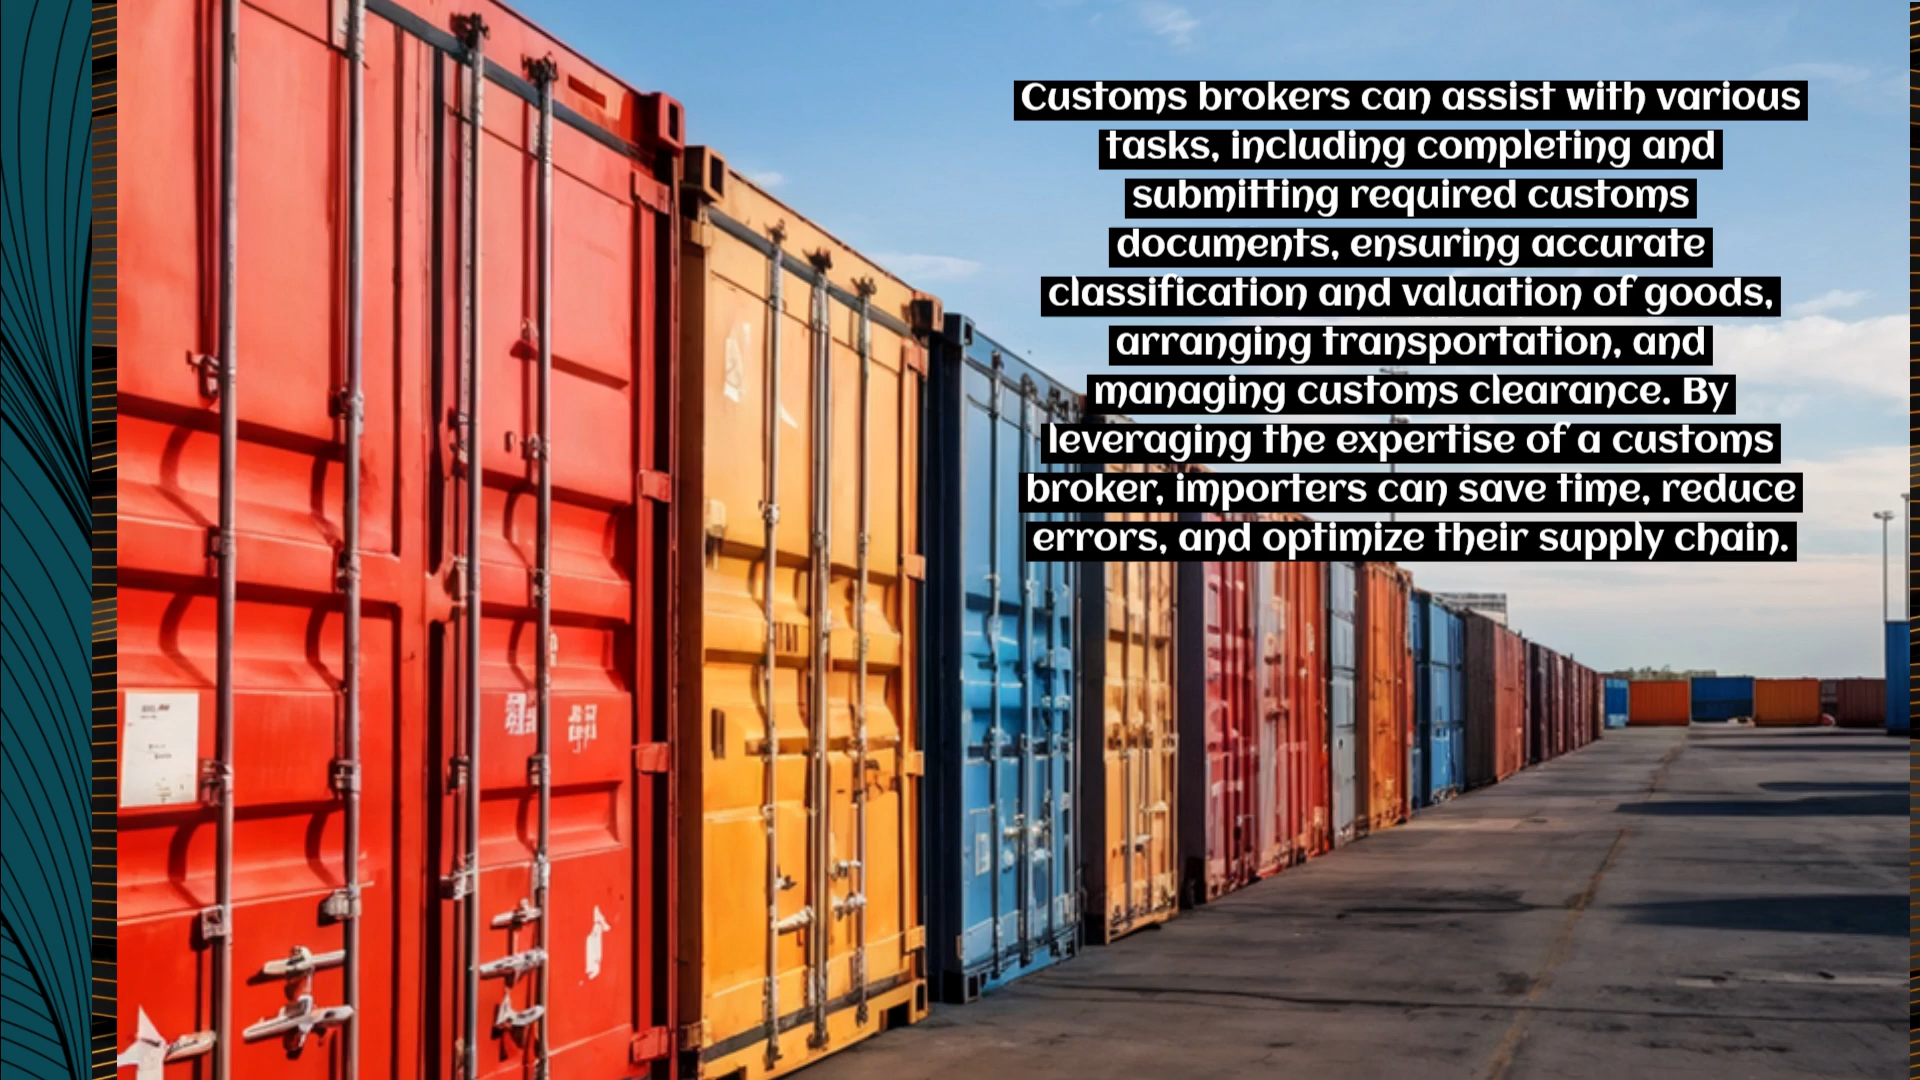 Customs brokers can assist with various
tasks, including completing and
submitting required customs
documents, ensuring accurate
classification and valuation of goods,
arranging transportation, and
managing customs clearance. By
leveraging the expertise of a customs
broker, importers can save time, reduce
errors, and optimize their supply chain.